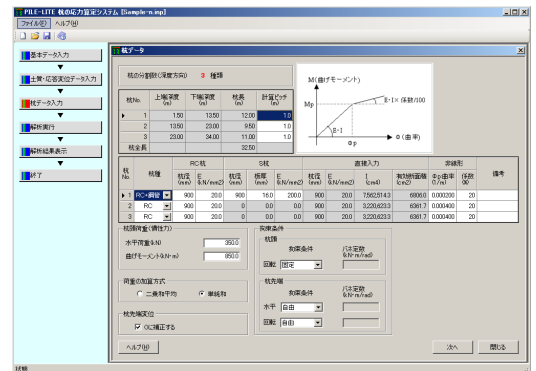 PILE-LITE 杭の応力算定システム [Sample-n.inp]
ファイル(F) ヘルプ(H)
基本データ入力
▼
土質・応答変位データ入力
▼
杭データ入力
▼
解析実行
▼
解析結果表示
▼
終了
杭データ
杭の分割数(深度方向) 3 種類
杭No. 上端深度(m) 下端深度(m) 杭長(m) 計算ピッチ(m)
1 1.50 13.50 12.00 1.0
2 13.50 23.00 9.50 1.0
3 23.00 34.00 11.00 1.0
杭全長 32.50
M(曲げモーメント)
Mp
E・I× 係数/100
E・I
Φp
Φ(曲率)
杭No. 杭種 RC杭 S杭 直接入力 非線形 備考
杭径(mm) E(kN/mm2) 杭径(mm) 板厚(mm) E(kN/mm2) 杭径(mm) E(kN/mm2) I(cm4) 有効断面積(cm2) Φp曲率(1/m) 係数(%)
1 RC+鋼管 900 20.0 900 16.0 200.0 900 20.0 7,562,514.3 6806.0 0.000200 20
2 RC 900 20.0 0.0 0.0 0.0 900 20.0 3,220,623.3 6361.7 0.000400 20
3 RC 900 20.0 0.0 0.0 0.0 900 20.0 3,220,623.3 6361.7 0.000400 20
杭頭荷重(慣性力)
水平荷重(kN) 350.0
曲げモーメント(kN・m) 850.0
荷重の加算方式
二乗和平均 単純和
杭先端変位
0に補正する
拘束条件
杭頭
拘束条件 バネ定数(kN・m/rad)
回転 固定
杭先端
拘束条件 バネ定数(kN・m/rad)
水平 自由
回転 自由
ヘルプ(H) 次へ 閉じる
状態